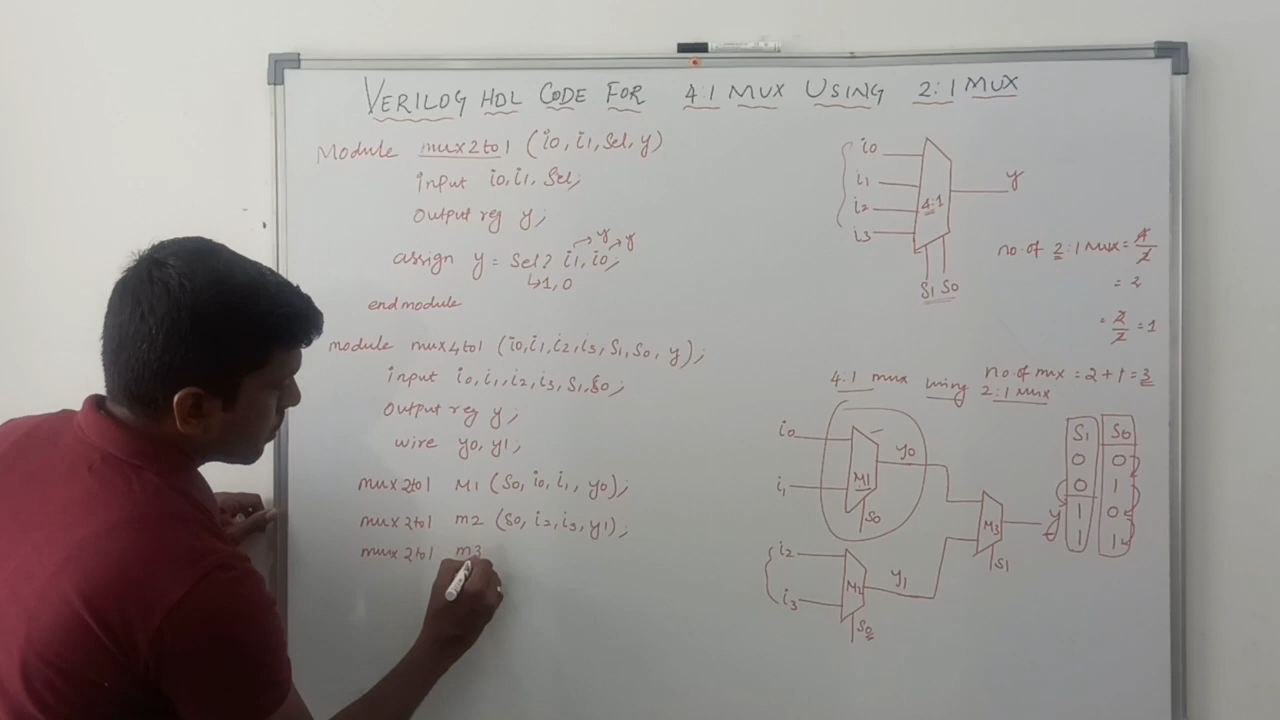 VERILOG HDL CODE FOR 4:1 MUX USING 2:1 MUX
Module mux2to1 (i0, i1, Sel, y)
input i0, i1, Sel;
Output reg y;
y y
assign y = Sel? i1, i0;
↳1, 0
endmodule
module mux4to1 (i0, i1, i2, i3, S1, S0, y);
input i0, i1, i2, i3, S1, S0;
Output reg y;
wire y0, y1;
mux2to1 M1 (S0, i0, i1, y0);
mux2to1 m2 (S0, i2, i3, y1);
mux2to1 m3
i0
i1
i2
i3
4:1
y
S1 S0
no. of 2:1 Mux = 4/2
= 2
= 2/2 = 1
no. of mux = 2 + 1 = 3
4:1 mux using 2:1 Mux
i0
i1
M1
S0
y0
i2
i3
M2
S0
y1
M3
S1
y
S1 S0
0 0
0 1
1 0
1 1